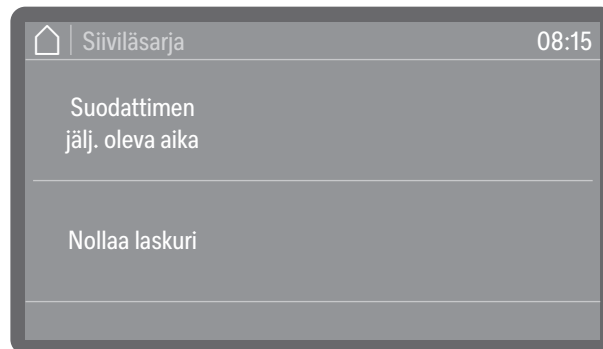 Siiviläsarja 08:15
Suodattimen
jälj. oleva aika
Nollaa laskuri